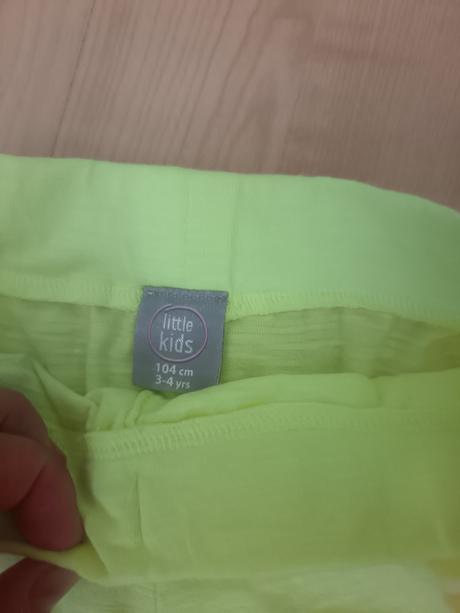 little
kids
104 cm
3-4 yrs